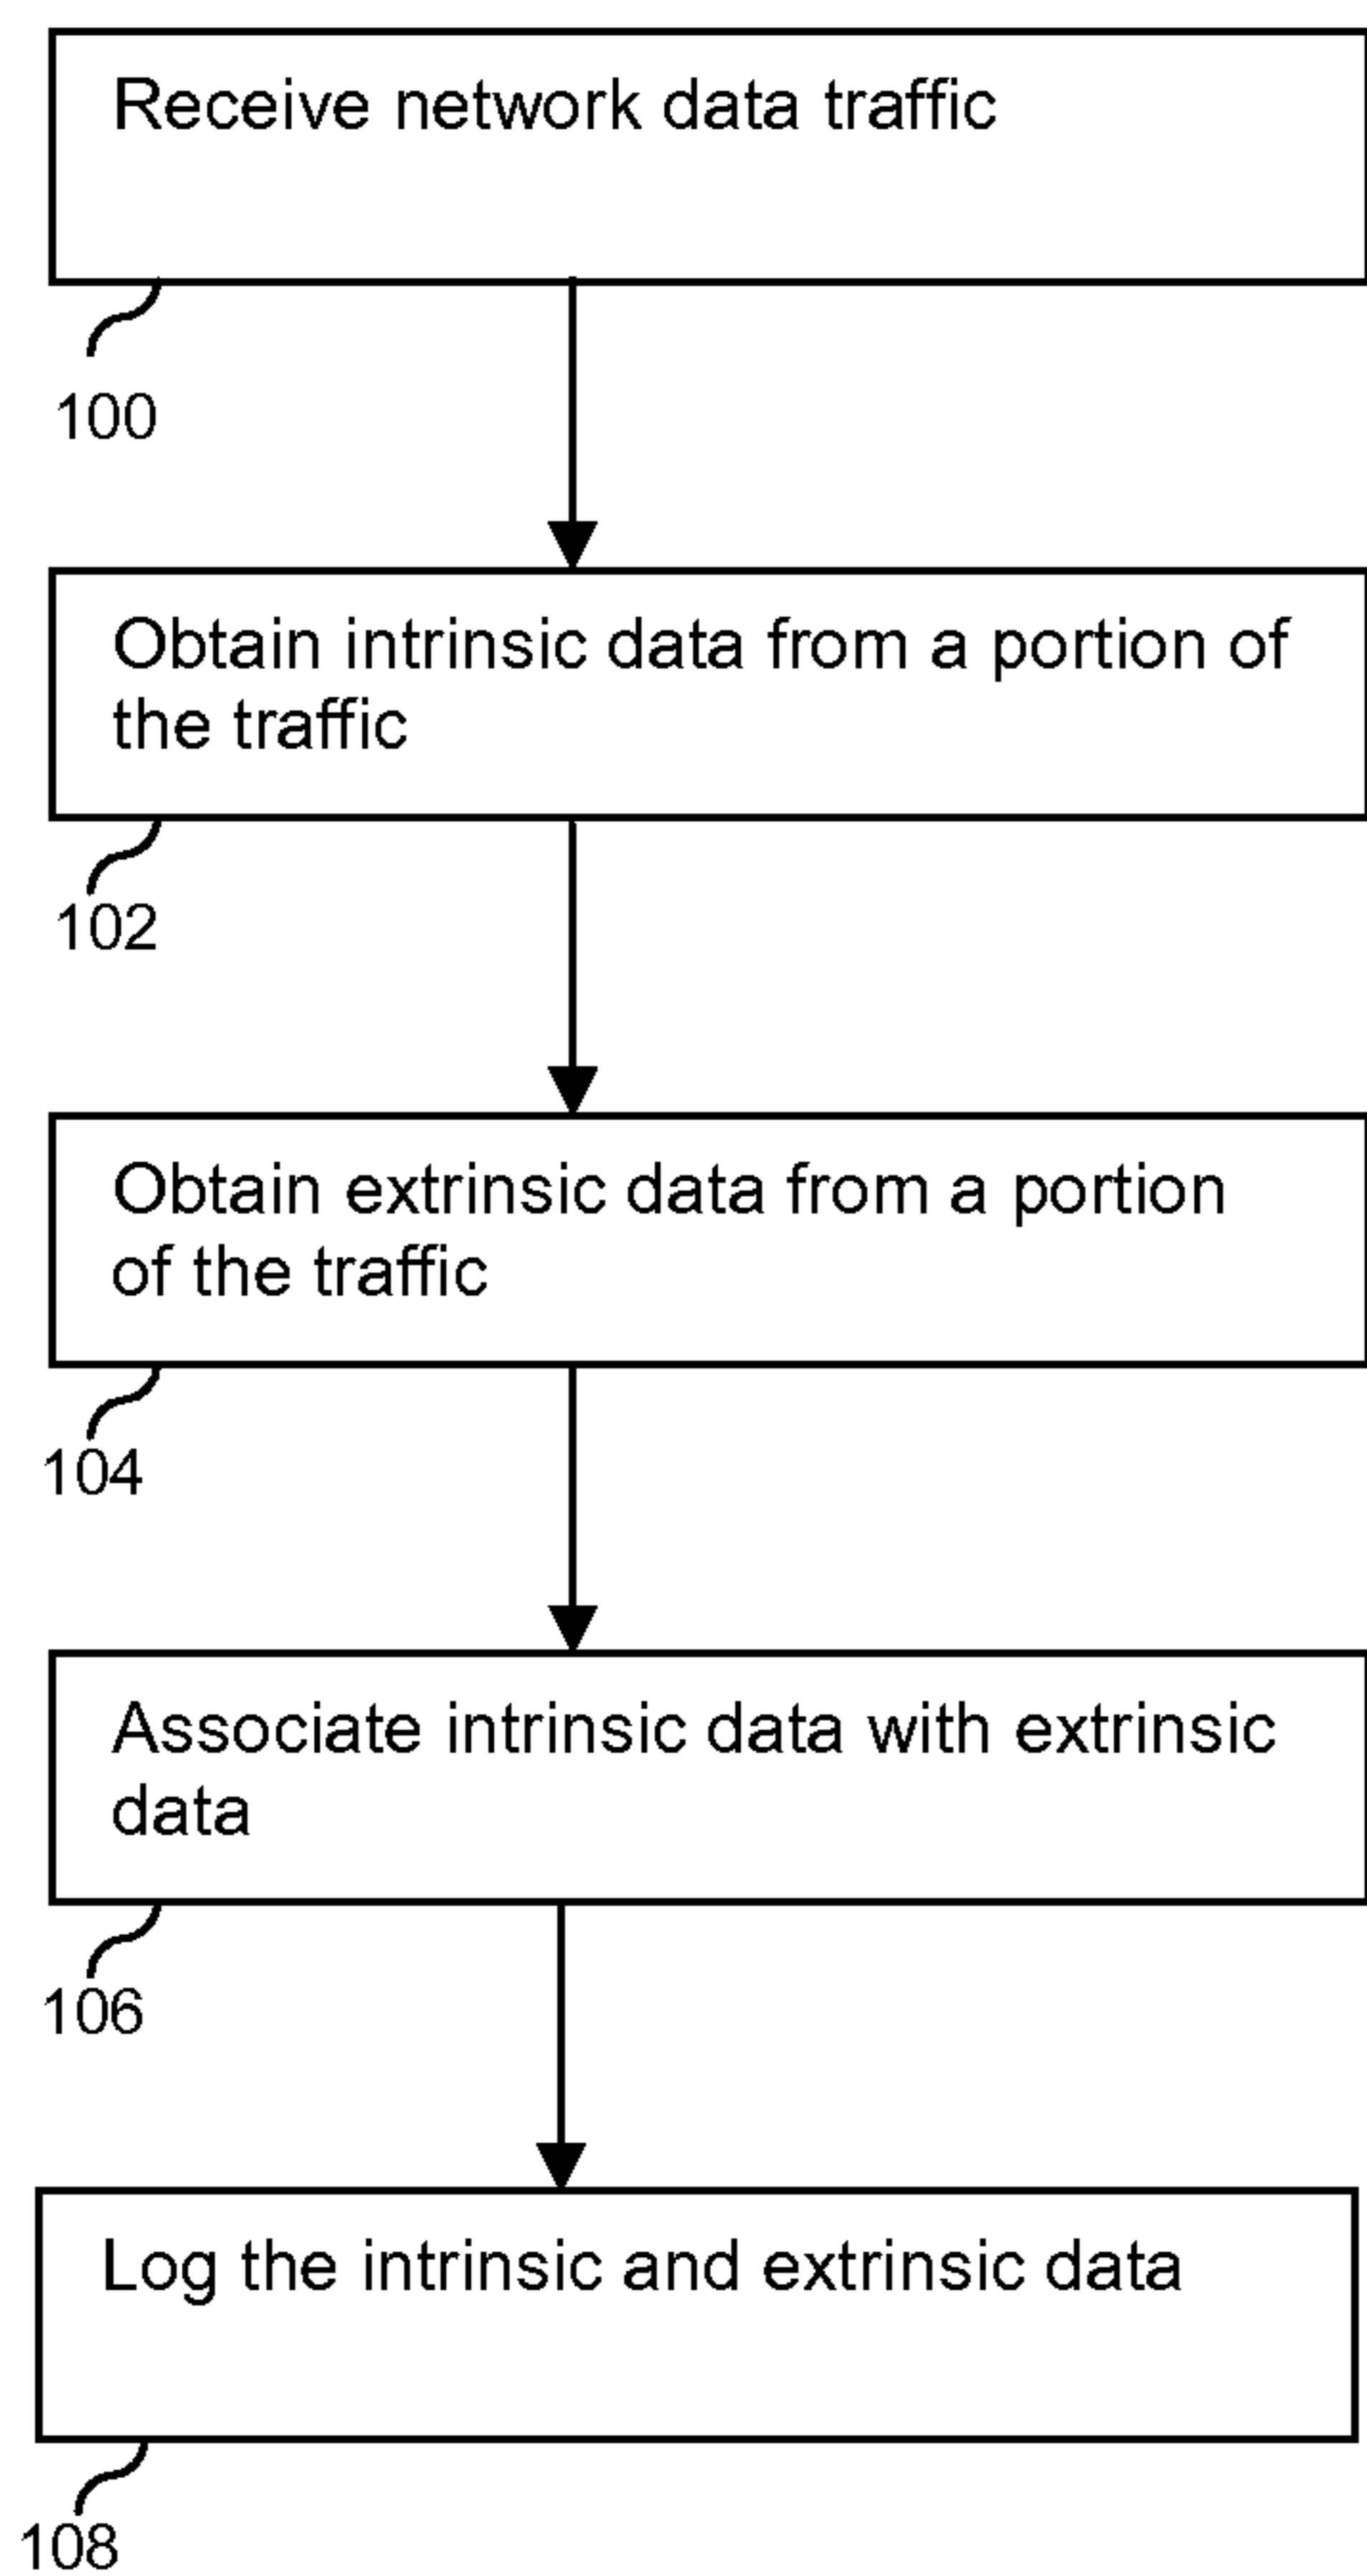 Receive network data traffic
100
Obtain intrinsic data from a portion of
the traffic
102
Obtain extrinsic data from a portion
of the traffic
104
Associate intrinsic data with extrinsic
data
106
Log the intrinsic and extrinsic data
108